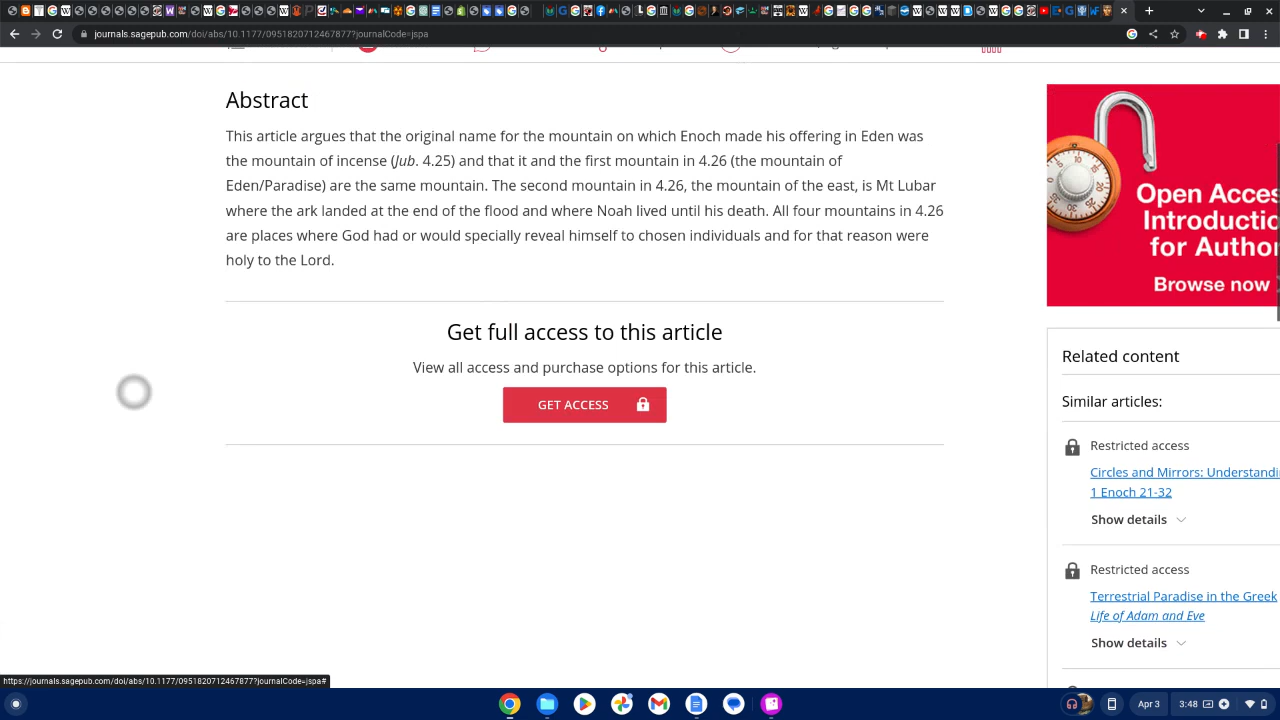 journals.sagepub.com/doi/abs/10.1177/0951820712467877?journalCode=jspa
Abstract
This article argues that the original name for the mountain on which Enoch made his offering in Eden was
the mountain of incense (Jub. 4.25) and that it and the first mountain in 4.26 (the mountain of
Eden/Paradise) are the same mountain. The second mountain in 4.26, the mountain of the east, is Mt Lubar
where the ark landed at the end of the flood and where Noah lived until his death. All four mountains in 4.26
are places where God had or would specially reveal himself to chosen individuals and for that reason were
holy to the Lord.
Get full access to this article
View all access and purchase options for this article.
GET ACCESS
Open Acces
Introductio
for Author
Browse now
Related content
Similar articles:
Restricted access
Circles and Mirrors: Understandi
1 Enoch 21-32
Show details
Restricted access
Terrestrial Paradise in the Greek
Life of Adam and Eve
Show details
https://journals.sagepub.com/doi/abs/10.1177/0951820712467877?journalCode=jspa#
Apr 3
3:48